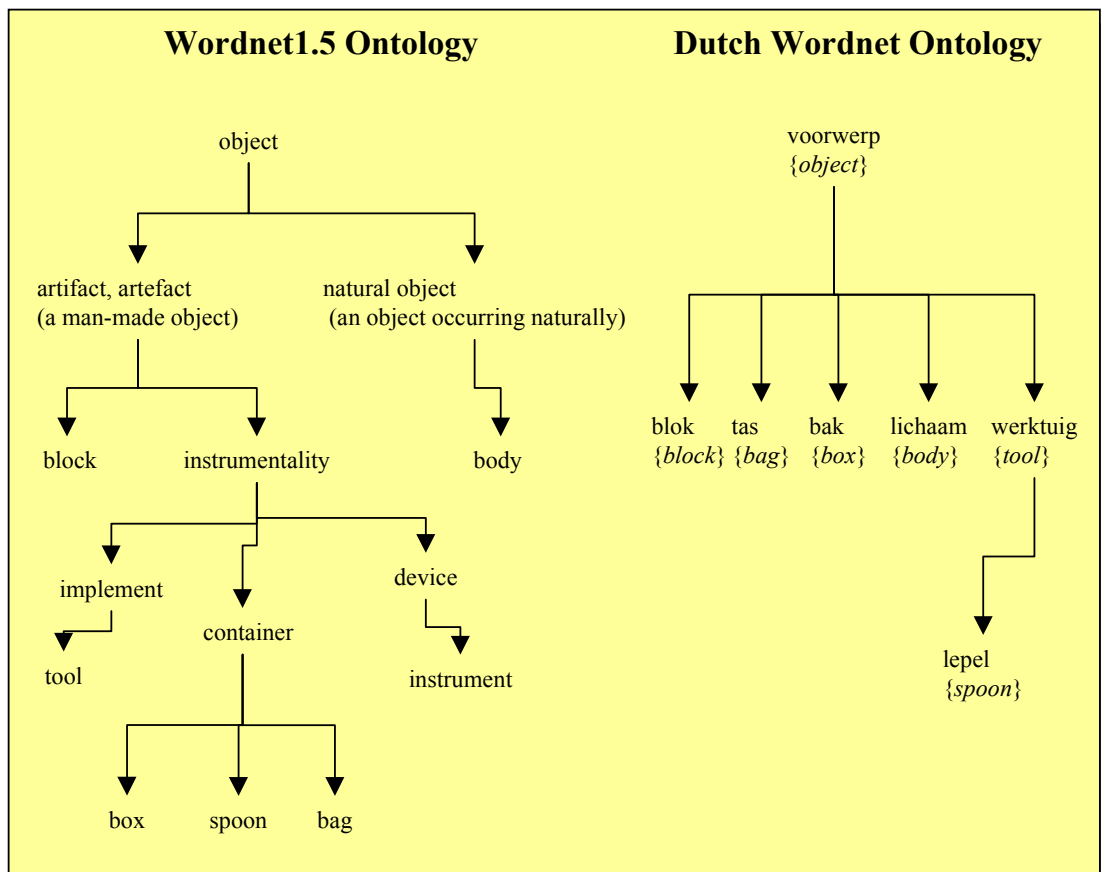 Wordnet1.5 Ontology
object
artifact, artefact
(a man-made object)
natural object
(an object occurring naturally)
block
instrumentality
body
implement
device
container
tool
instrument
box
spoon
bag
Dutch Wordnet Ontology
voorwerp
{object}
blok
{block}
tas
{bag}
bak
{box}
lichaam
{body}
werktuig
{tool}
lepel
{spoon}